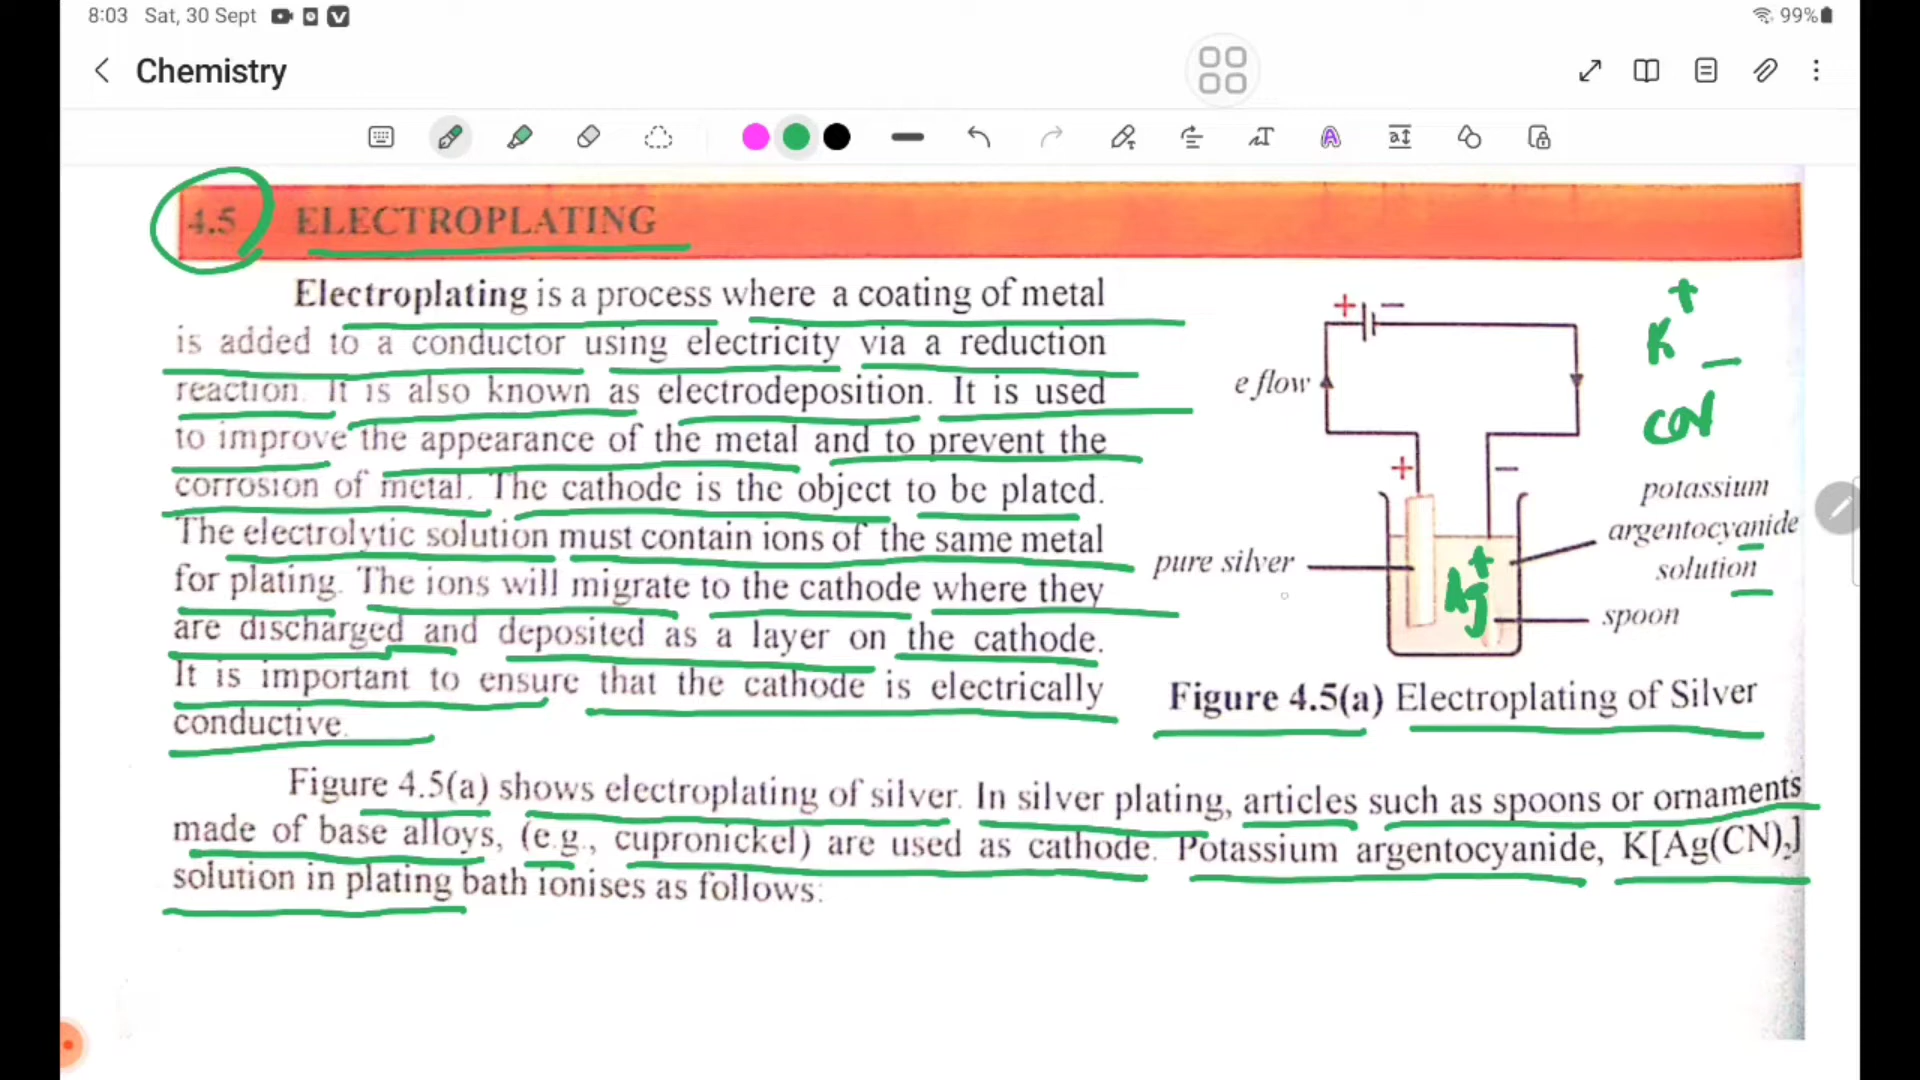 8:03 Sat, 30 Sept
99%
Chemistry
4.5 ELECTROPLATING
Electroplating is a process where a coating of metal
is added to a conductor using electricity via a reduction
reaction. It is also known as electrodeposition. It is used
to improve the appearance of the metal and to prevent the
corrosion of metal. The cathode is the object to be plated.
The electrolytic solution must contain ions of the same metal
for plating. The ions will migrate to the cathode where they
are discharged and deposited as a layer on the cathode.
It is important to ensure that the cathode is electrically
conductive.
+ −
e flow
+ −
pure silver
Ag+
K+
potassium
argentocyanide
solution
spoon
Figure 4.5(a) Electroplating of Silver
Figure 4.5(a) shows electroplating of silver. In silver plating, articles such as spoons or ornaments
made of base alloys, (e.g., cupronickel) are used as cathode. Potassium argentocyanide, K[Ag(CN)2]
solution in plating bath ionises as follows: